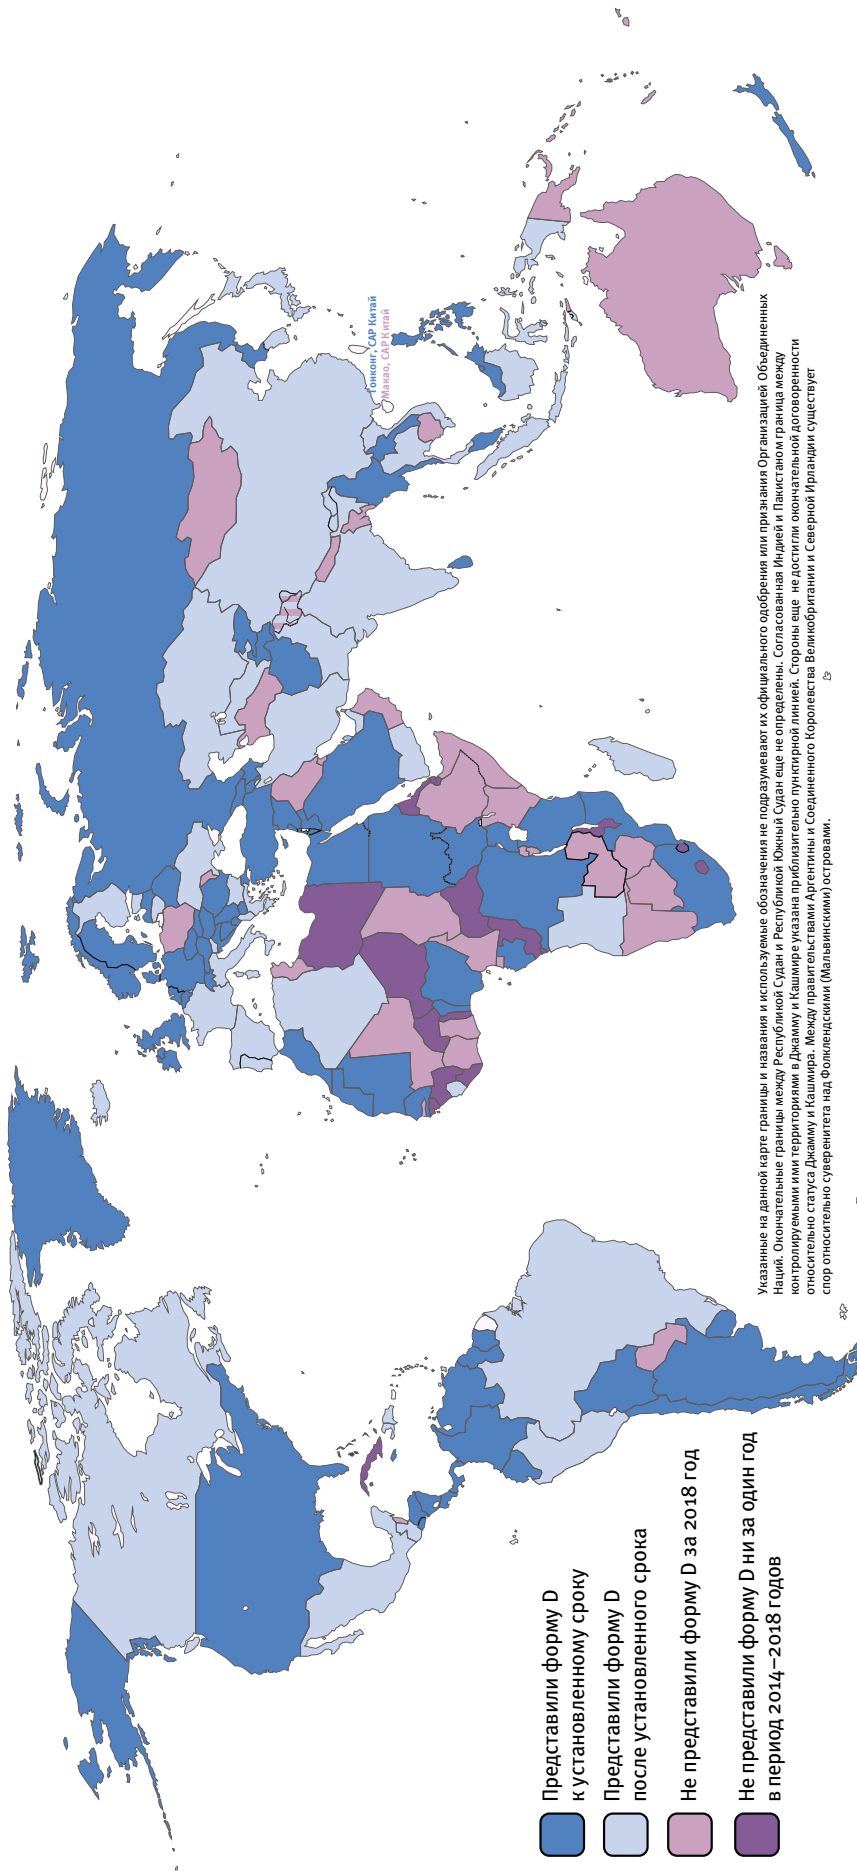 Гонконг, САР Китай
Макао, САР Китай
Представили форму D
к установленному сроку
Представили форму D
после установленного срока
Не представили форму D за 2018 год
Не представили форму D ни за один год
в период 2014–2018 годов
Указанные на данной карте границы и названия и используемые обозначения не подразумевают их официального одобрения или признания Организацией Объединенных
Наций. Окончательные границы между Республикой Судан и Республикой Южный Судан еще не определены. Согласованная Индией и Пакистаном граница между
контролируемыми ими территориями в Джамму и Кашмире указана приблизительно пунктирной линией. Стороны еще не достигли окончательной договоренности
относительно статуса Джамму и Кашмира. Между правительствами Аргентины и Соединенного Королевства Великобритании и Северной Ирландии существует
спор относительно суверенитета над Фолклендскими (Мальвинскими) островами.